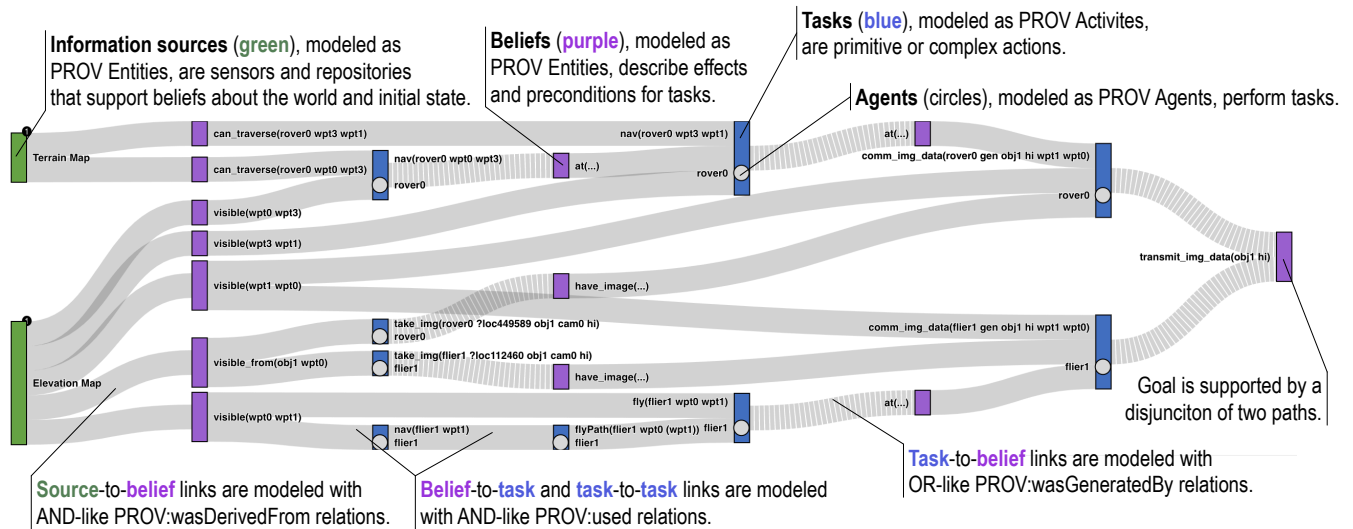 Tasks (blue), modeled as PROV Activites,
are primitive or complex actions.
Information sources (green), modeled as
PROV Entities, are sensors and repositories
that support beliefs about the world and initial state.
Beliefs (purple), modeled as
PROV Entities, describe effects
and preconditions for tasks.
Agents (circles), modeled as PROV Agents, perform tasks.
Terrain Map
can_traverse(rover0 wpt3 wpt1)
nav(rover0 wpt3 wpt1)
rover0
at(...)
can_traverse(rover0 wpt0 wpt3)
nav(rover0 wpt0 wpt3)
rover0
at(...)
comm_img_data(rover0 gen obj1 hi wpt1 wpt0)
rover0
visible(wpt0 wpt3)
visible(wpt3 wpt1)
visible(wpt1 wpt0)
have_image(...)
transmit_img_data(obj1 hi)
take_img(rover0 ?loc449589 obj1 cam0 hi)
rover0
comm_img_data(flier1 gen obj1 hi wpt1 wpt0)
flier1
Elevation Map
visible_from(obj1 wpt0)
take_img(flier1 ?loc112460 obj1 cam0 hi)
flier1
have_image(...)
visible(wpt0 wpt1)
fly(flier1 wpt0 wpt1)
flier1
at(...)
nav(flier1 wpt1)
flier1
flyPath(flier1 wpt0 (wpt1))
flier1
Goal is supported by a
disjunciton of two paths.
Source-to-belief links are modeled with
AND-like PROV:wasDerivedFrom relations.
Belief-to-task and task-to-task links are modeled
with AND-like PROV:used relations.
Task-to-belief links are modeled with
OR-like PROV:wasGeneratedBy relations.